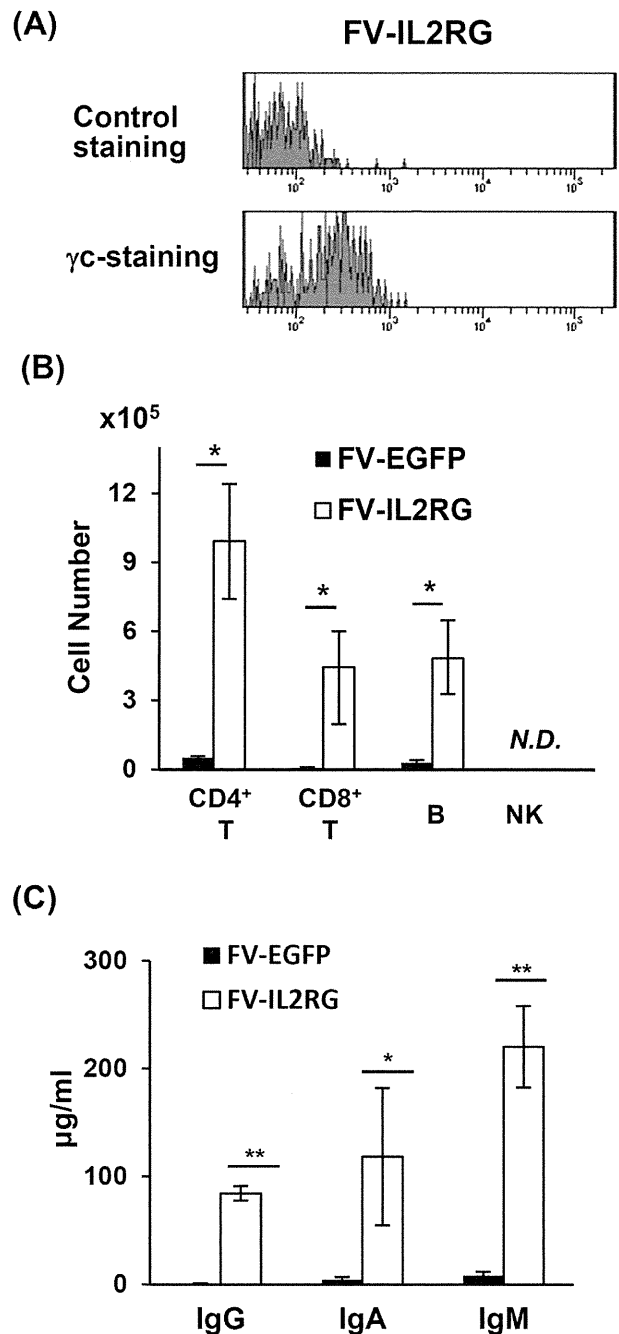 (A)
FV-IL2RG
Control
staining
10²
10³
10⁴
10⁵
γc-staining
10²
10³
10⁴
10⁵
(B)
x10⁵
*
■ FV-EGFP
□ FV-IL2RG
12
9
6
3
0
Cell Number
*
*
N.D.
CD4⁺
T
CD8⁺
T
B
NK
(C)
■ FV-EGFP
□ FV-IL2RG
300
200
100
0
µg/ml
**
*
**
IgG
IgA
IgM